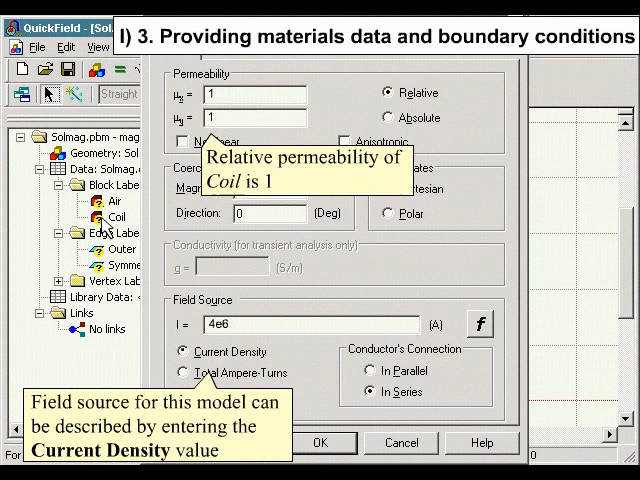 QuickField - [Sol
I) 3. Providing materials data and boundary conditions
File Edit View
Straight
Solmag.pbm - mag
Geometry: Sol
Data: Solmag.
Block Labe
Air
Coil
Edge Labe
Outer
Symme
Vertex Lab
Library Data: <
Links
No links
Permeability
μz = 1
μy = 1
Relative
Absolute
Anisotropic
Relative permeability of
Coil is 1
Coerc
Magn
Direction: 0 (Deg)
ates
rtesian
Polar
Conductivity (for transient analysis only)
g = (S/m)
Field Source
I = 4e6 (A)
f
Current Density
Total Ampere-Turns
Conductor's Connection
In Parallel
In Series
Field source for this model can
be described by entering the
Current Density value
OK Cancel Help
For
0